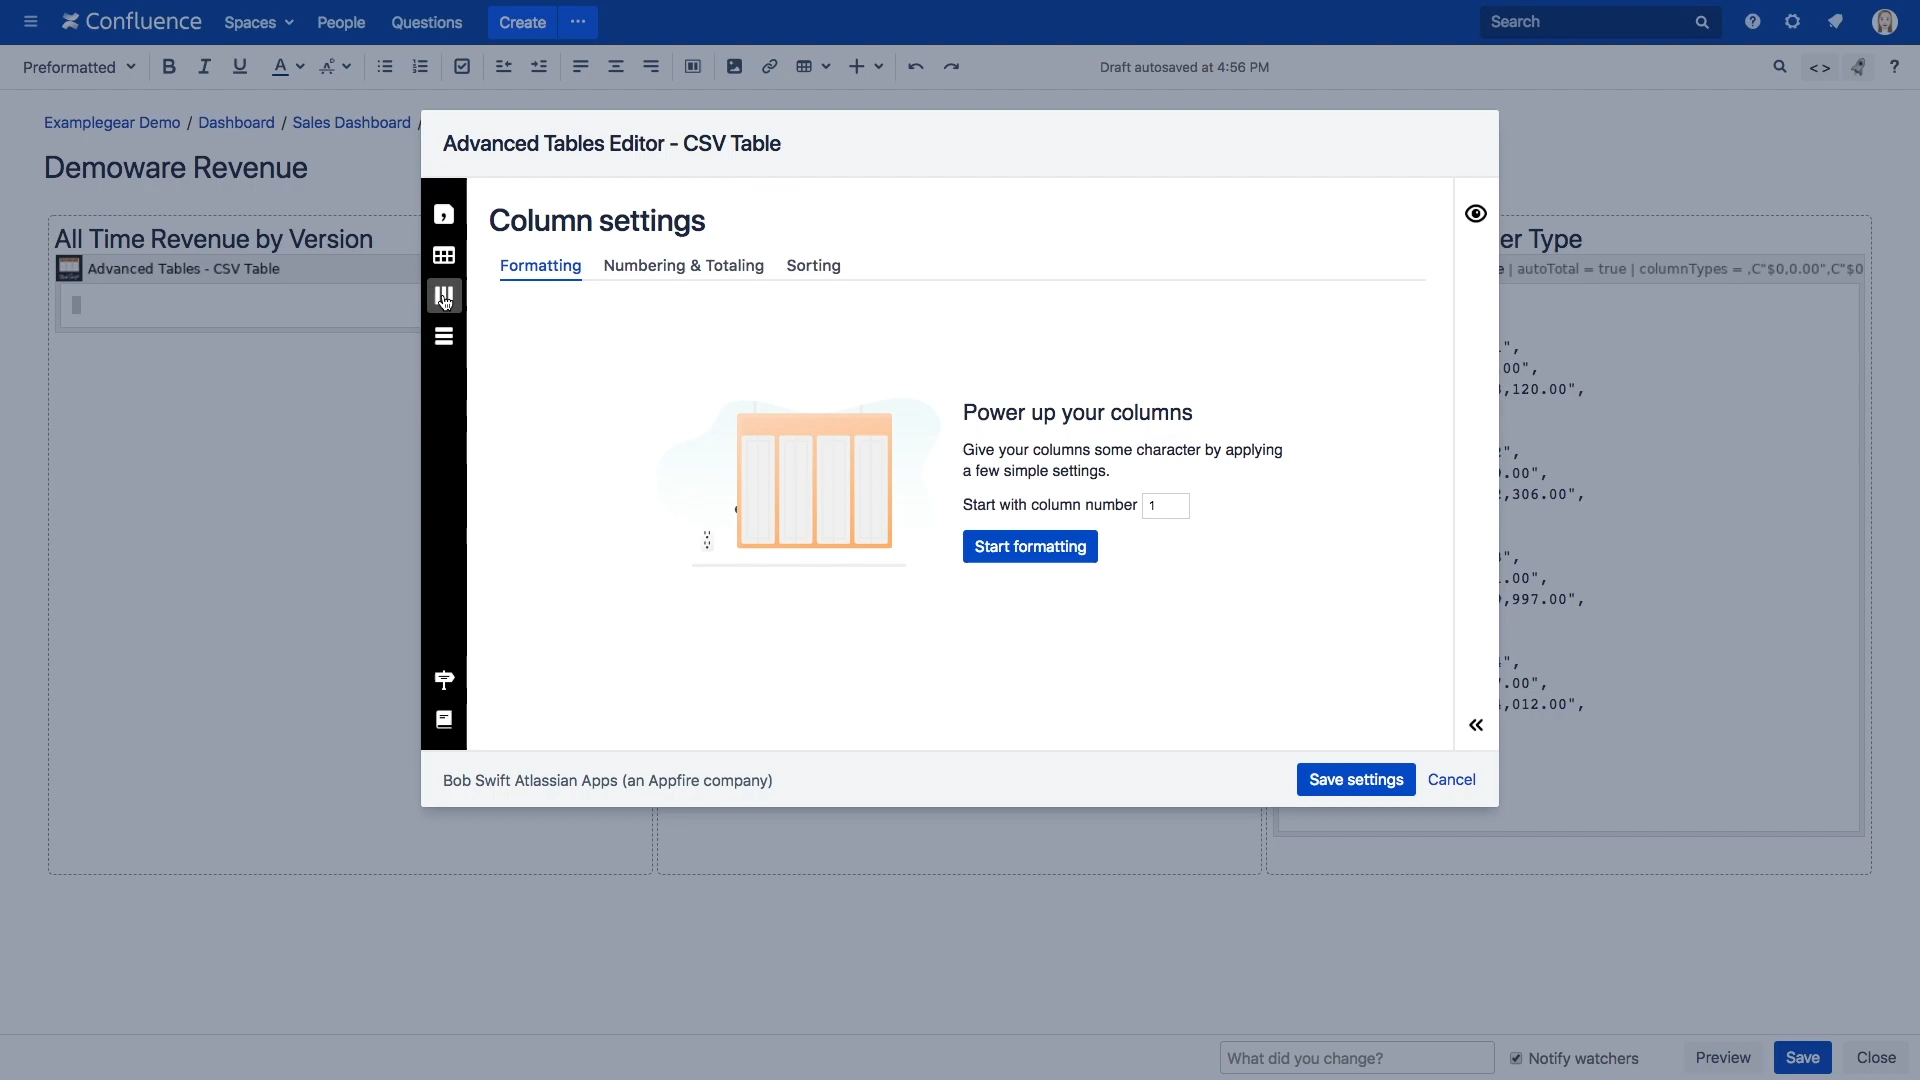 Confluence Spaces People Questions Create ··· Search
Preformatted Draft autosaved at 4:56 PM
Examplegear Demo / Dashboard / Sales Dashboard /
Demoware Revenue
All Time Revenue by Version
Advanced Tables - CSV Table
er Type
| autoTotal = true | columnTypes = ,C"$0,0.00",C"$0
",
00",
,120.00",
",
.00",
,306.00",
",
.00",
,997.00",
",
.00",
,012.00",
Advanced Tables Editor - CSV Table
Column settings
Formatting Numbering & Totaling Sorting
Power up your columns
Give your columns some character by applying
a few simple settings.
Start with column number 1
Start formatting
Bob Swift Atlassian Apps (an Appfire company)
Save settings Cancel
What did you change? Notify watchers Preview Save Close